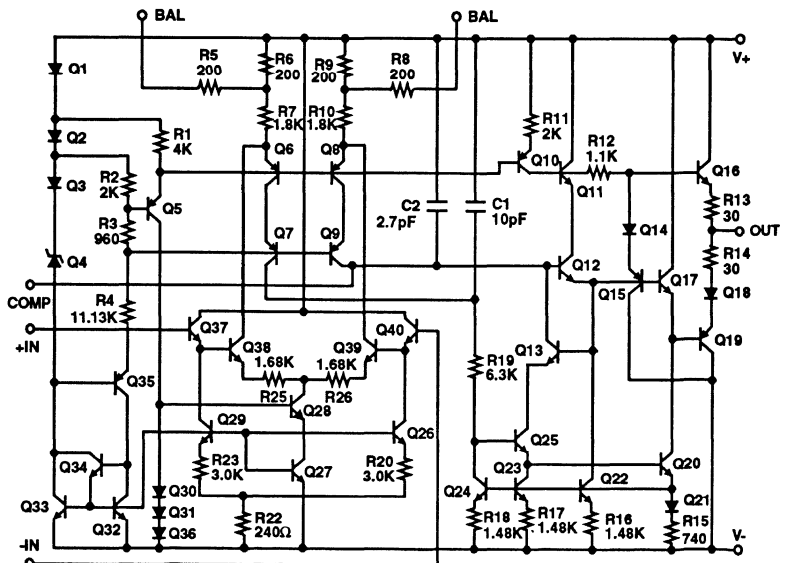 BAL
BAL
V+
Q1
R5
200
R6
200
R9
200
R8
200
Q2
R1
4K
R7
1.8K
R10
1.8K
R11
2K
R12
1.1K
Q3
R2
2K
Q5
Q6
Q8
Q10
Q11
Q16
R3
960
C2
2.7pF
C1
10pF
R13
30
Q4
Q7
Q9
Q14
OUT
Q12
R14
30
COMP
R4
11.13K
Q15
Q17
Q18
+IN
Q37
Q38
Q39
Q40
Q13
Q19
1.68K
R25
1.68K
R26
R19
6.3K
Q35
Q28
Q29
Q26
Q25
Q34
R23
3.0K
Q27
R20
3.0K
Q24
Q23
Q22
Q20
Q33
Q32
Q30
Q31
Q36
R22
240Ω
R18
1.48K
R17
1.48K
R16
1.48K
Q21
R15
740
-IN
V-